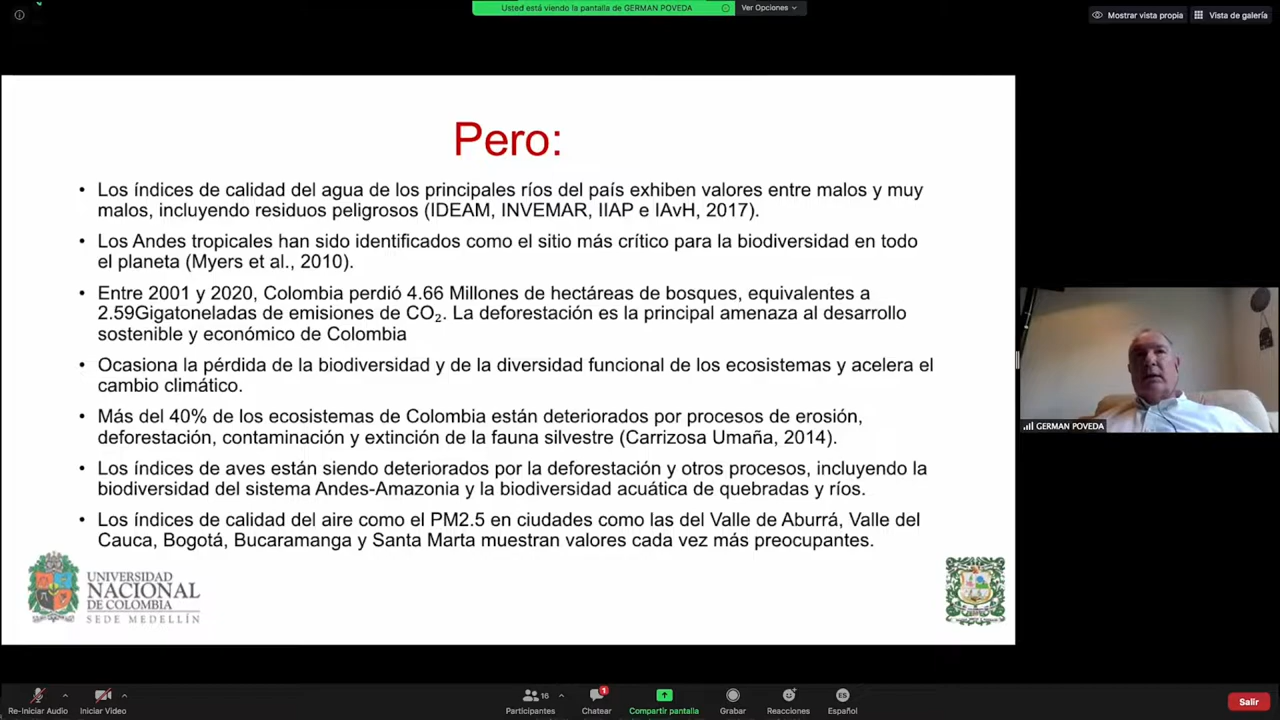 Usted está viendo la pantalla de GERMAN POVEDA
Ver Opciones
Mostrar vista propia
Vista de galería
Pero:
• Los índices de calidad del agua de los principales ríos del país exhiben valores entre malos y muy
malos, incluyendo residuos peligrosos (IDEAM, INVEMAR, IIAP e IAvH, 2017).
• Los Andes tropicales han sido identificados como el sitio más crítico para la biodiversidad en todo
el planeta (Myers et al., 2010).
• Entre 2001 y 2020, Colombia perdió 4.66 Millones de hectáreas de bosques, equivalentes a
2.59Gigatoneladas de emisiones de CO₂. La deforestación es la principal amenaza al desarrollo
sostenible y económico de Colombia
• Ocasiona la pérdida de la biodiversidad y de la diversidad funcional de los ecosistemas y acelera el
cambio climático.
• Más del 40% de los ecosistemas de Colombia están deteriorados por procesos de erosión,
deforestación, contaminación y extinción de la fauna silvestre (Carrizosa Umaña, 2014).
• Los índices de aves están siendo deteriorados por la deforestación y otros procesos, incluyendo la
biodiversidad del sistema Andes-Amazonia y la biodiversidad acuática de quebradas y ríos.
• Los índices de calidad del aire como el PM2.5 en ciudades como las del Valle de Aburrá, Valle del
Cauca, Bogotá, Bucaramanga y Santa Marta muestran valores cada vez más preocupantes.
UNIVERSIDAD
NACIONAL
DE COLOMBIA
SEDE MEDELLÍN
GERMAN POVEDA
Re-Iniciar Audio
Iniciar Video
16
Participantes
1
Chatear
Compartir pantalla
Grabar
Reacciones
ES
Español
Salir